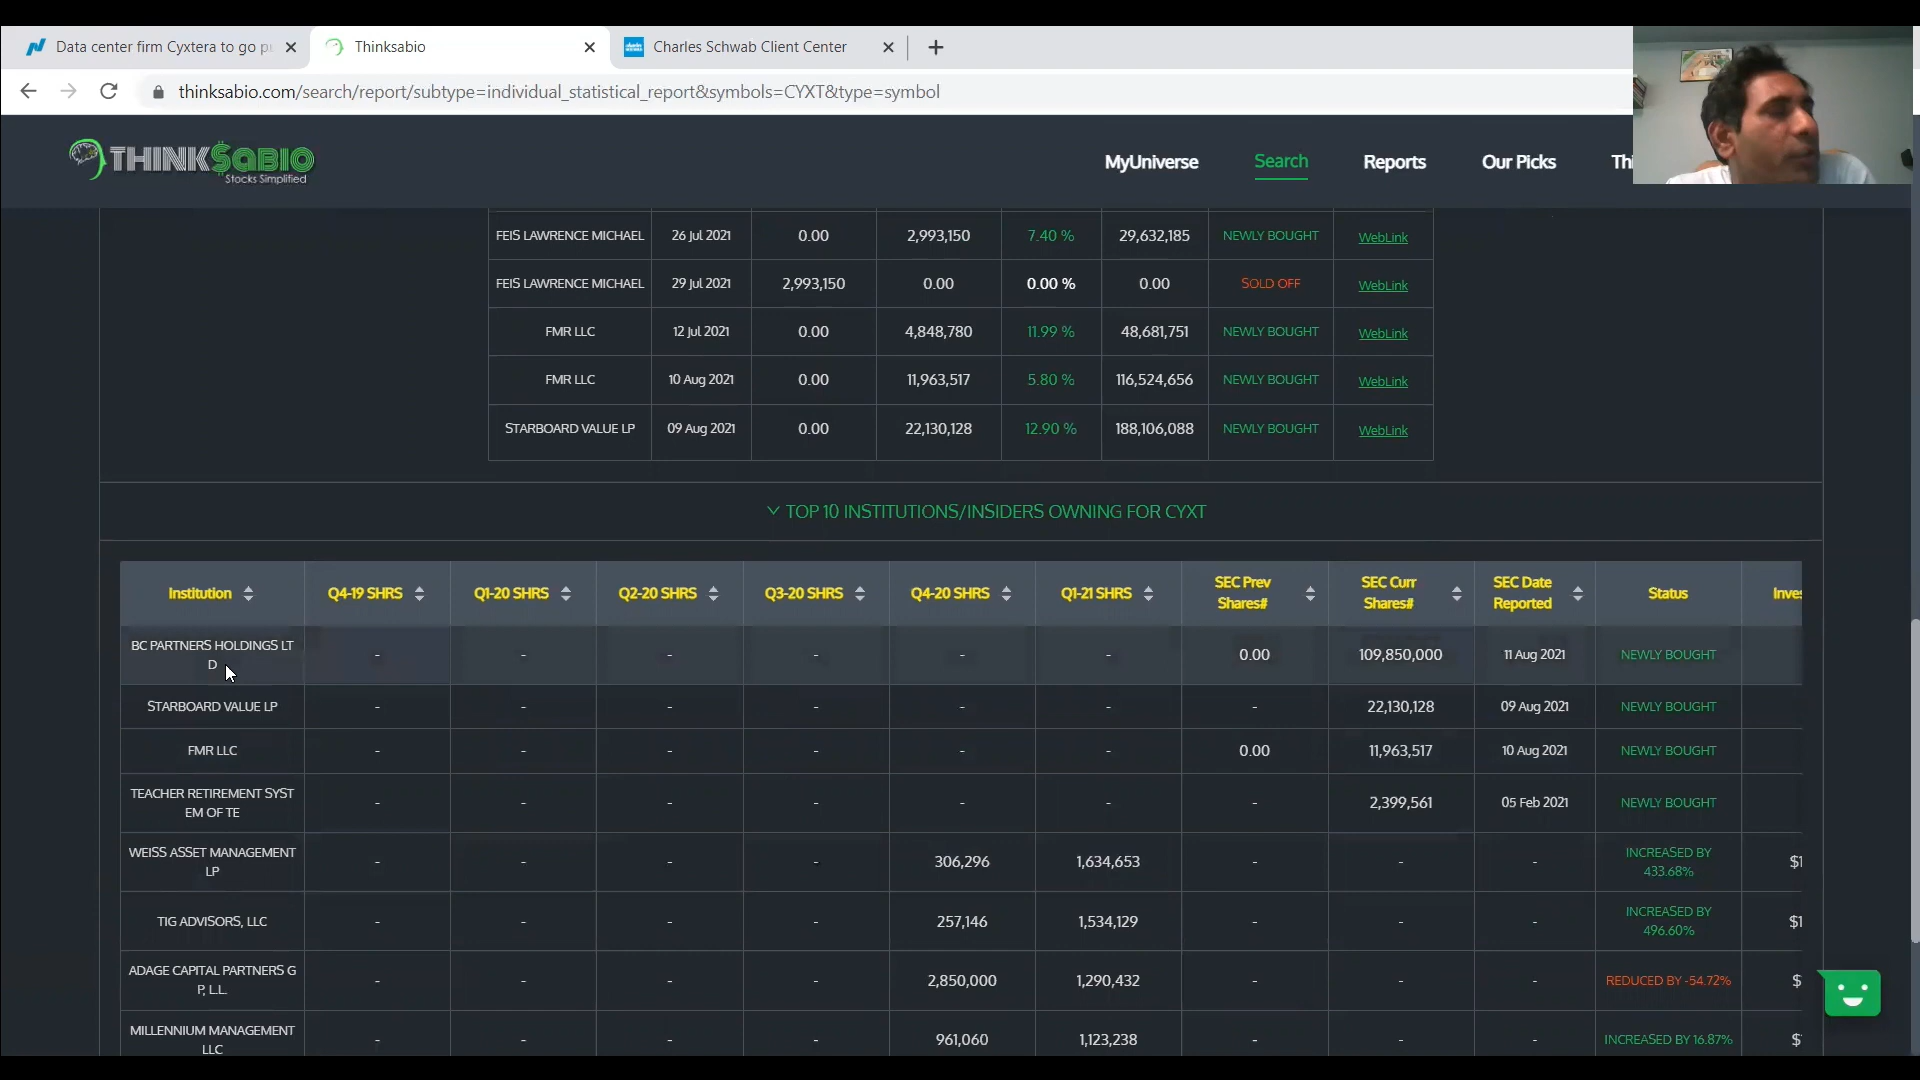 Data center firm Cyxtera to go pu
Thinksabio
Charles Schwab Client Center
thinksabio.com/search/report/subtype=individual_statistical_report&symbols=CYXT&type=symbol
THINK$aBIO
Stocks Simplified
MyUniverse Search Reports Our Picks Thi
FEIS LAWRENCE MICHAEL 26 Jul 2021 0.00 2,993,150 7.40 % 29,632,185 NEWLY BOUGHT WebLink
FEIS LAWRENCE MICHAEL 29 Jul 2021 2,993,150 0.00 0.00 % 0.00 SOLD OFF WebLink
FMR LLC 12 Jul 2021 0.00 4,848,780 11.99 % 48,681,751 NEWLY BOUGHT WebLink
FMR LLC 10 Aug 2021 0.00 11,963,517 5.80 % 116,524,656 NEWLY BOUGHT WebLink
STARBOARD VALUE LP 09 Aug 2021 0.00 22,130,128 12.90 % 188,106,088 NEWLY BOUGHT WebLink
TOP 10 INSTITUTIONS/INSIDERS OWNING FOR CYXT
Institution Q4-19 SHRS Q1-20 SHRS Q2-20 SHRS Q3-20 SHRS Q4-20 SHRS Q1-21 SHRS SEC Prev SEC Curr SEC Date Status Inves
Shares# Shares# Reported
BC PARTNERS HOLDINGS LT - - - - - - 0.00 109,850,000 11 Aug 2021 NEWLY BOUGHT
D
STARBOARD VALUE LP - - - - - - - 22,130,128 09 Aug 2021 NEWLY BOUGHT
FMR LLC - - - - - - 0.00 11,963,517 10 Aug 2021 NEWLY BOUGHT
TEACHER RETIREMENT SYST - - - - - - - 2,399,561 05 Feb 2021 NEWLY BOUGHT
EM OF TE
WEISS ASSET MANAGEMENT - - - - 306,296 1,634,653 - - - INCREASED BY $1
LP 433.68%
TIG ADVISORS, LLC - - - - 257,146 1,534,129 - - - INCREASED BY $1
496.60%
ADAGE CAPITAL PARTNERS G - - - - 2,850,000 1,290,432 - - - REDUCED BY -54.72% $
P, L.L.
MILLENNIUM MANAGEMENT - - - - 961,060 1,123,238 - - - INCREASED BY 16.87% $
LLC